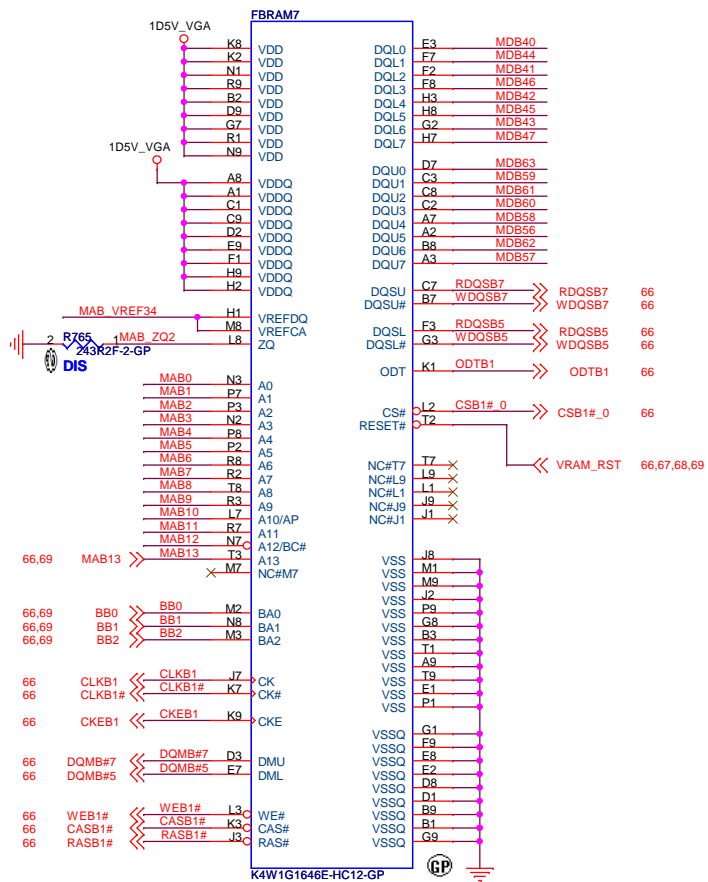 FBRAM7
1D5V_VGA
K8 VDD DQL0 E3 MDB40
K2 VDD DQL1 F7 MDB44
N1 VDD DQL2 F2 MDB41
R9 VDD DQL3 F8 MDB46
B2 VDD DQL4 H3 MDB42
D9 VDD DQL5 H8 MDB45
G7 VDD DQL6 G2 MDB43
R1 VDD DQL7 H7 MDB47
N9 VDD
1D5V_VGA
A8 VDDQ DQU0 D7 MDB63
A1 VDDQ DQU1 C3 MDB59
C1 VDDQ DQU2 C8 MDB61
C9 VDDQ DQU3 C2 MDB60
D2 VDDQ DQU4 A7 MDB58
E9 VDDQ DQU5 A2 MDB56
F1 VDDQ DQU6 B8 MDB62
H9 VDDQ DQU7 A3 MDB57
H2 VDDQ
DQSU C7 RDQSB7 RDQSB7 66
DQSU# B7 WDQSB7 WDQSB7 66
MAB_VREF34 H1 VREFDQ
M8 VREFCA
DQSL F3 RDQSB5 RDQSB5 66
DQSL# G3 WDQSB5 WDQSB5 66
2 R765 1 MAB_ZQ2 L8 ZQ
243R2F-2-GP
DIS
ODT K1 ODTB1 ODTB1 66
MAB0 N3 A0
MAB1 P7 A1
MAB2 P3 A2
MAB3 N2 A3
MAB4 P8 A4
MAB5 P2 A5
MAB6 R8 A6
MAB7 R2 A7
MAB8 T8 A8
MAB9 R3 A9
MAB10 L7 A10/AP
MAB11 R7 A11
MAB12 N7 A12/BC#
66,69 MAB13 MAB13 T3 A13
M7 NC#M7
CS# L2 CSB1#_0 CSB1#_0 66
RESET# T2
VRAM_RST 66,67,68,69
NC#T7 T7
NC#L9 L9
NC#L1 L1
NC#J9 J9
NC#J1 J1
66,69 BB0 BB0 M2 BA0
66,69 BB1 BB1 N8 BA1
66,69 BB2 BB2 M3 BA2
66 CLKB1 CLKB1 J7 CK
66 CLKB1# CLKB1# K7 CK#
66 CKEB1 CKEB1 K9 CKE
66 DQMB#7 DQMB#7 D3 DMU
66 DQMB#5 DQMB#5 E7 DML
66 WEB1# WEB1# L3 WE#
66 CASB1# CASB1# K3 CAS#
66 RASB1# RASB1# J3 RAS#
VSS J8
VSS M1
VSS M9
VSS J2
VSS P9
VSS G8
VSS B3
VSS T1
VSS A9
VSS T9
VSS E1
VSS P1
VSSQ G1
VSSQ F9
VSSQ E8
VSSQ E2
VSSQ D8
VSSQ D1
VSSQ B9
VSSQ B1
VSSQ G9
K4W1G1646E-HC12-GP
GP